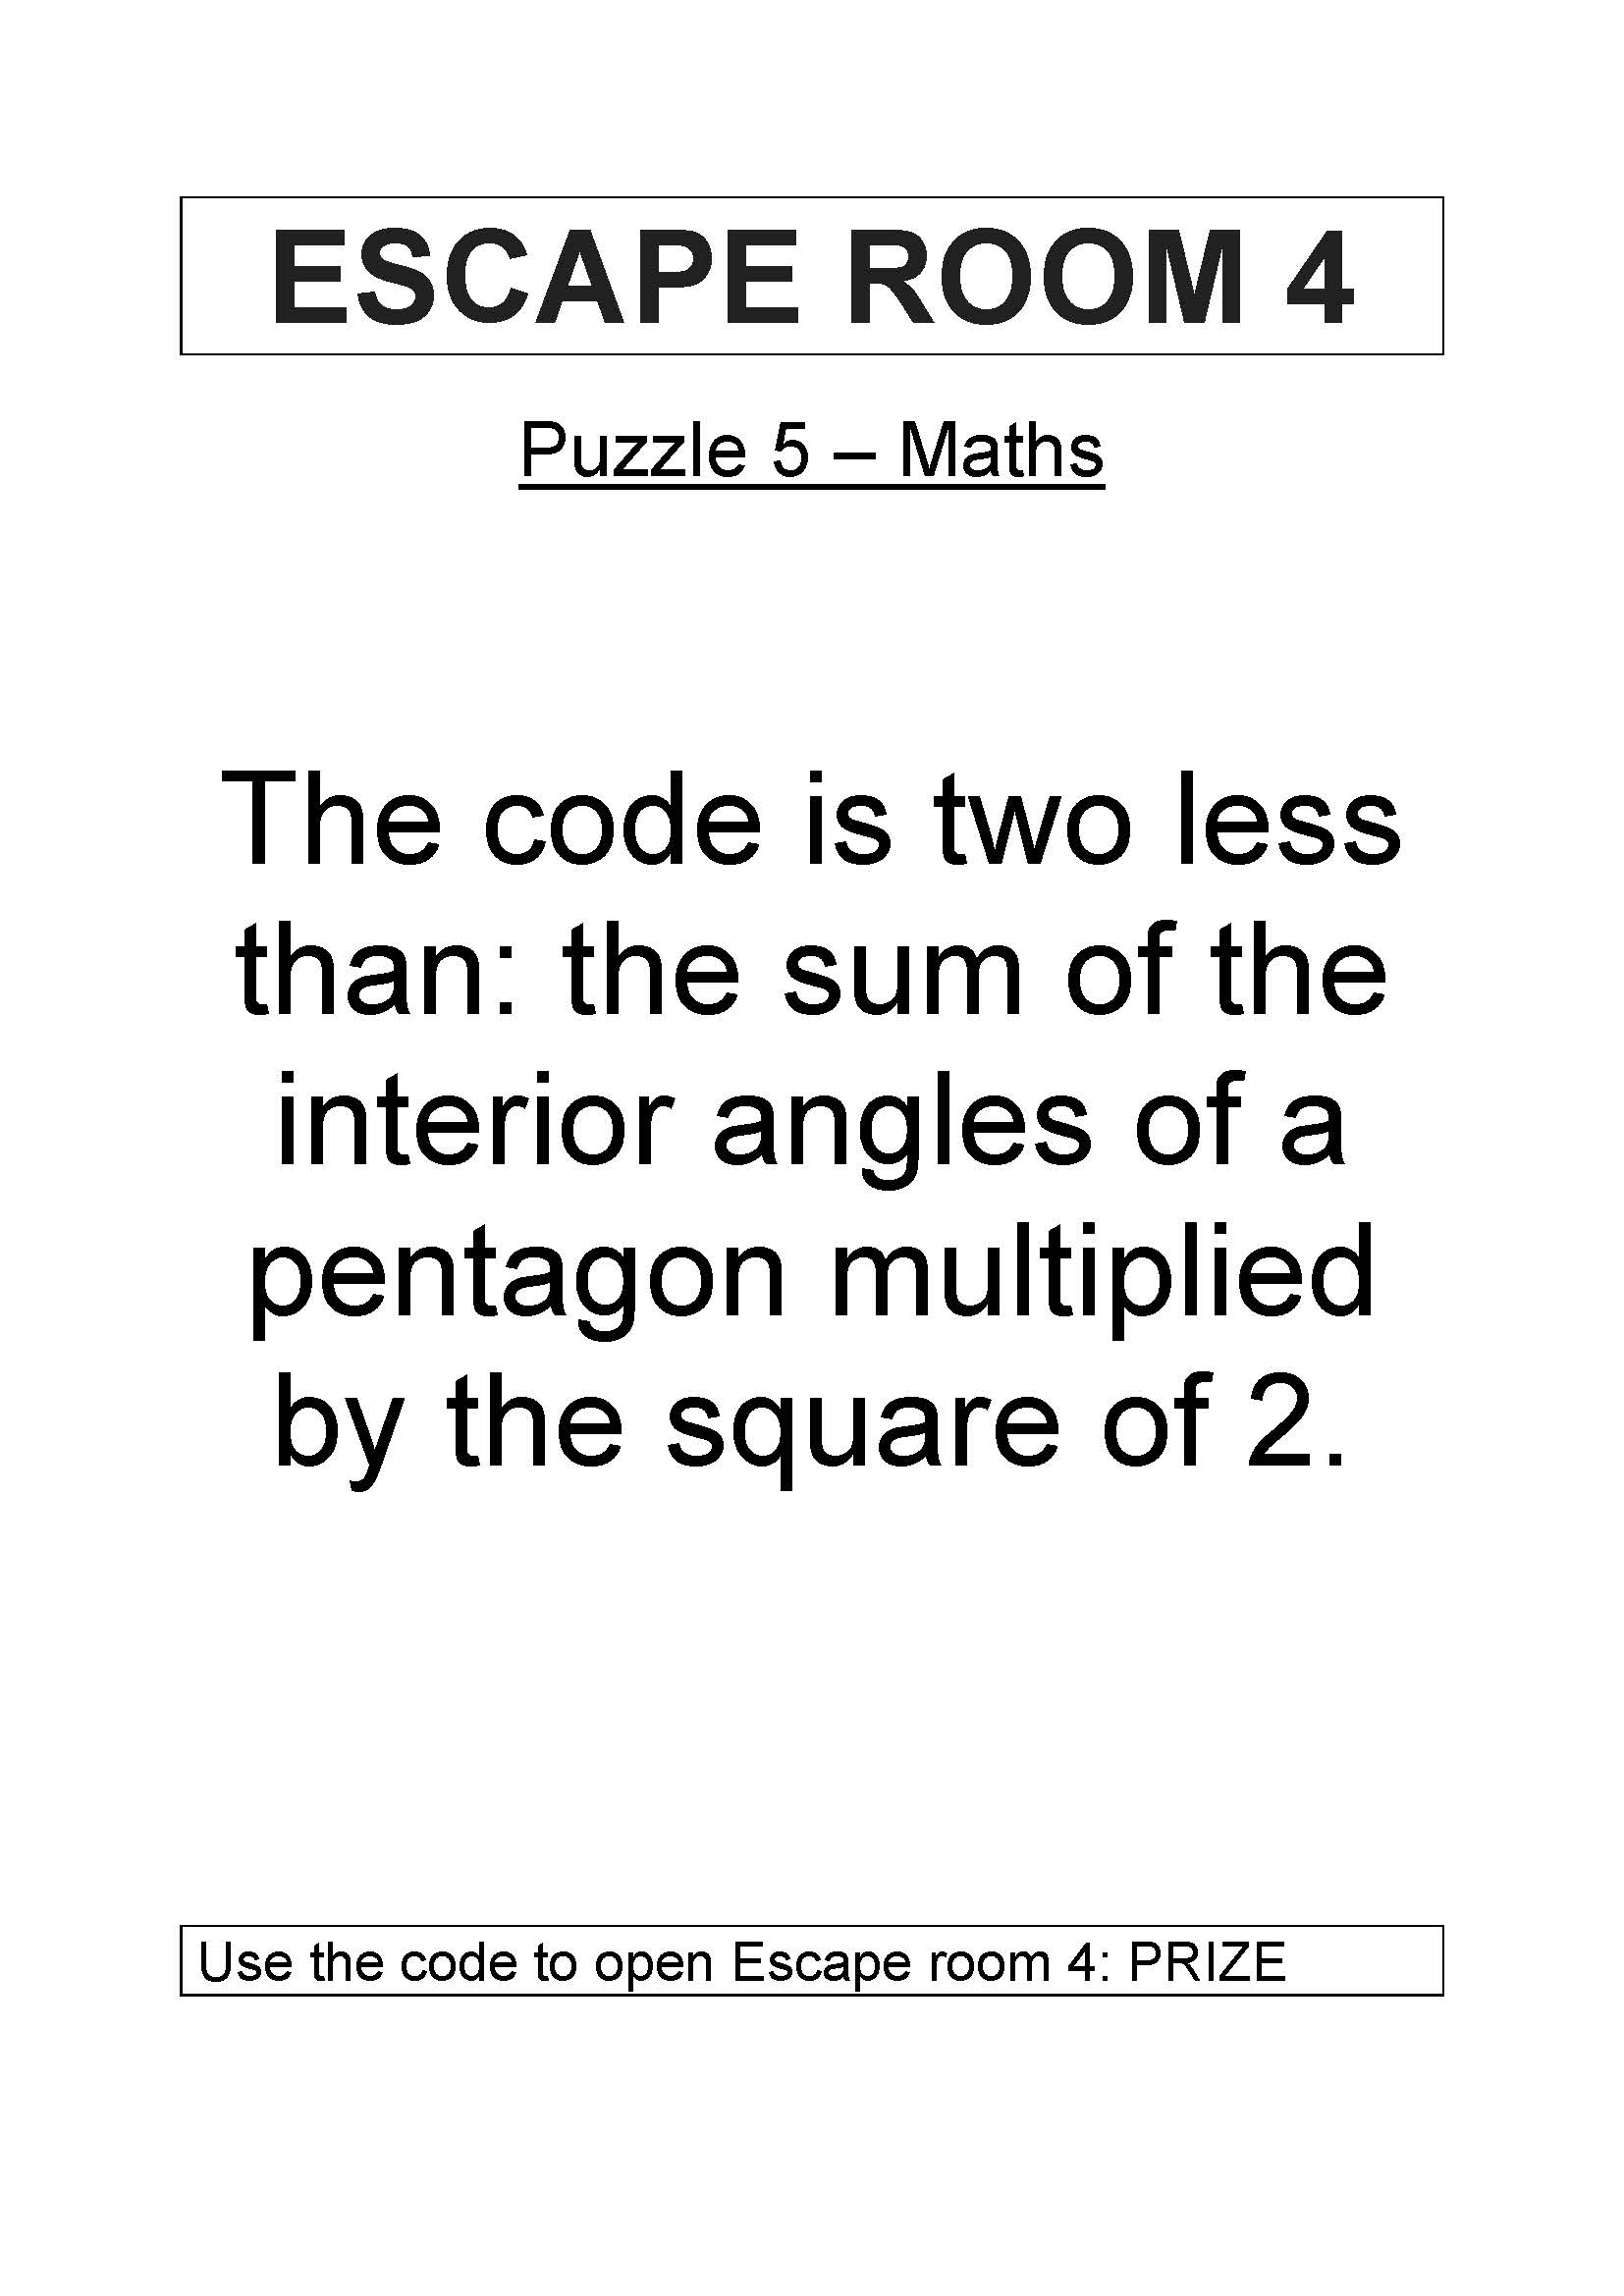 ESCAPE ROOM 4
Puzzle 5 – Maths
The code is two less
than: the sum of the
interior angles of a
pentagon multiplied
by the square of 2.
Use the code to open Escape room 4: PRIZE